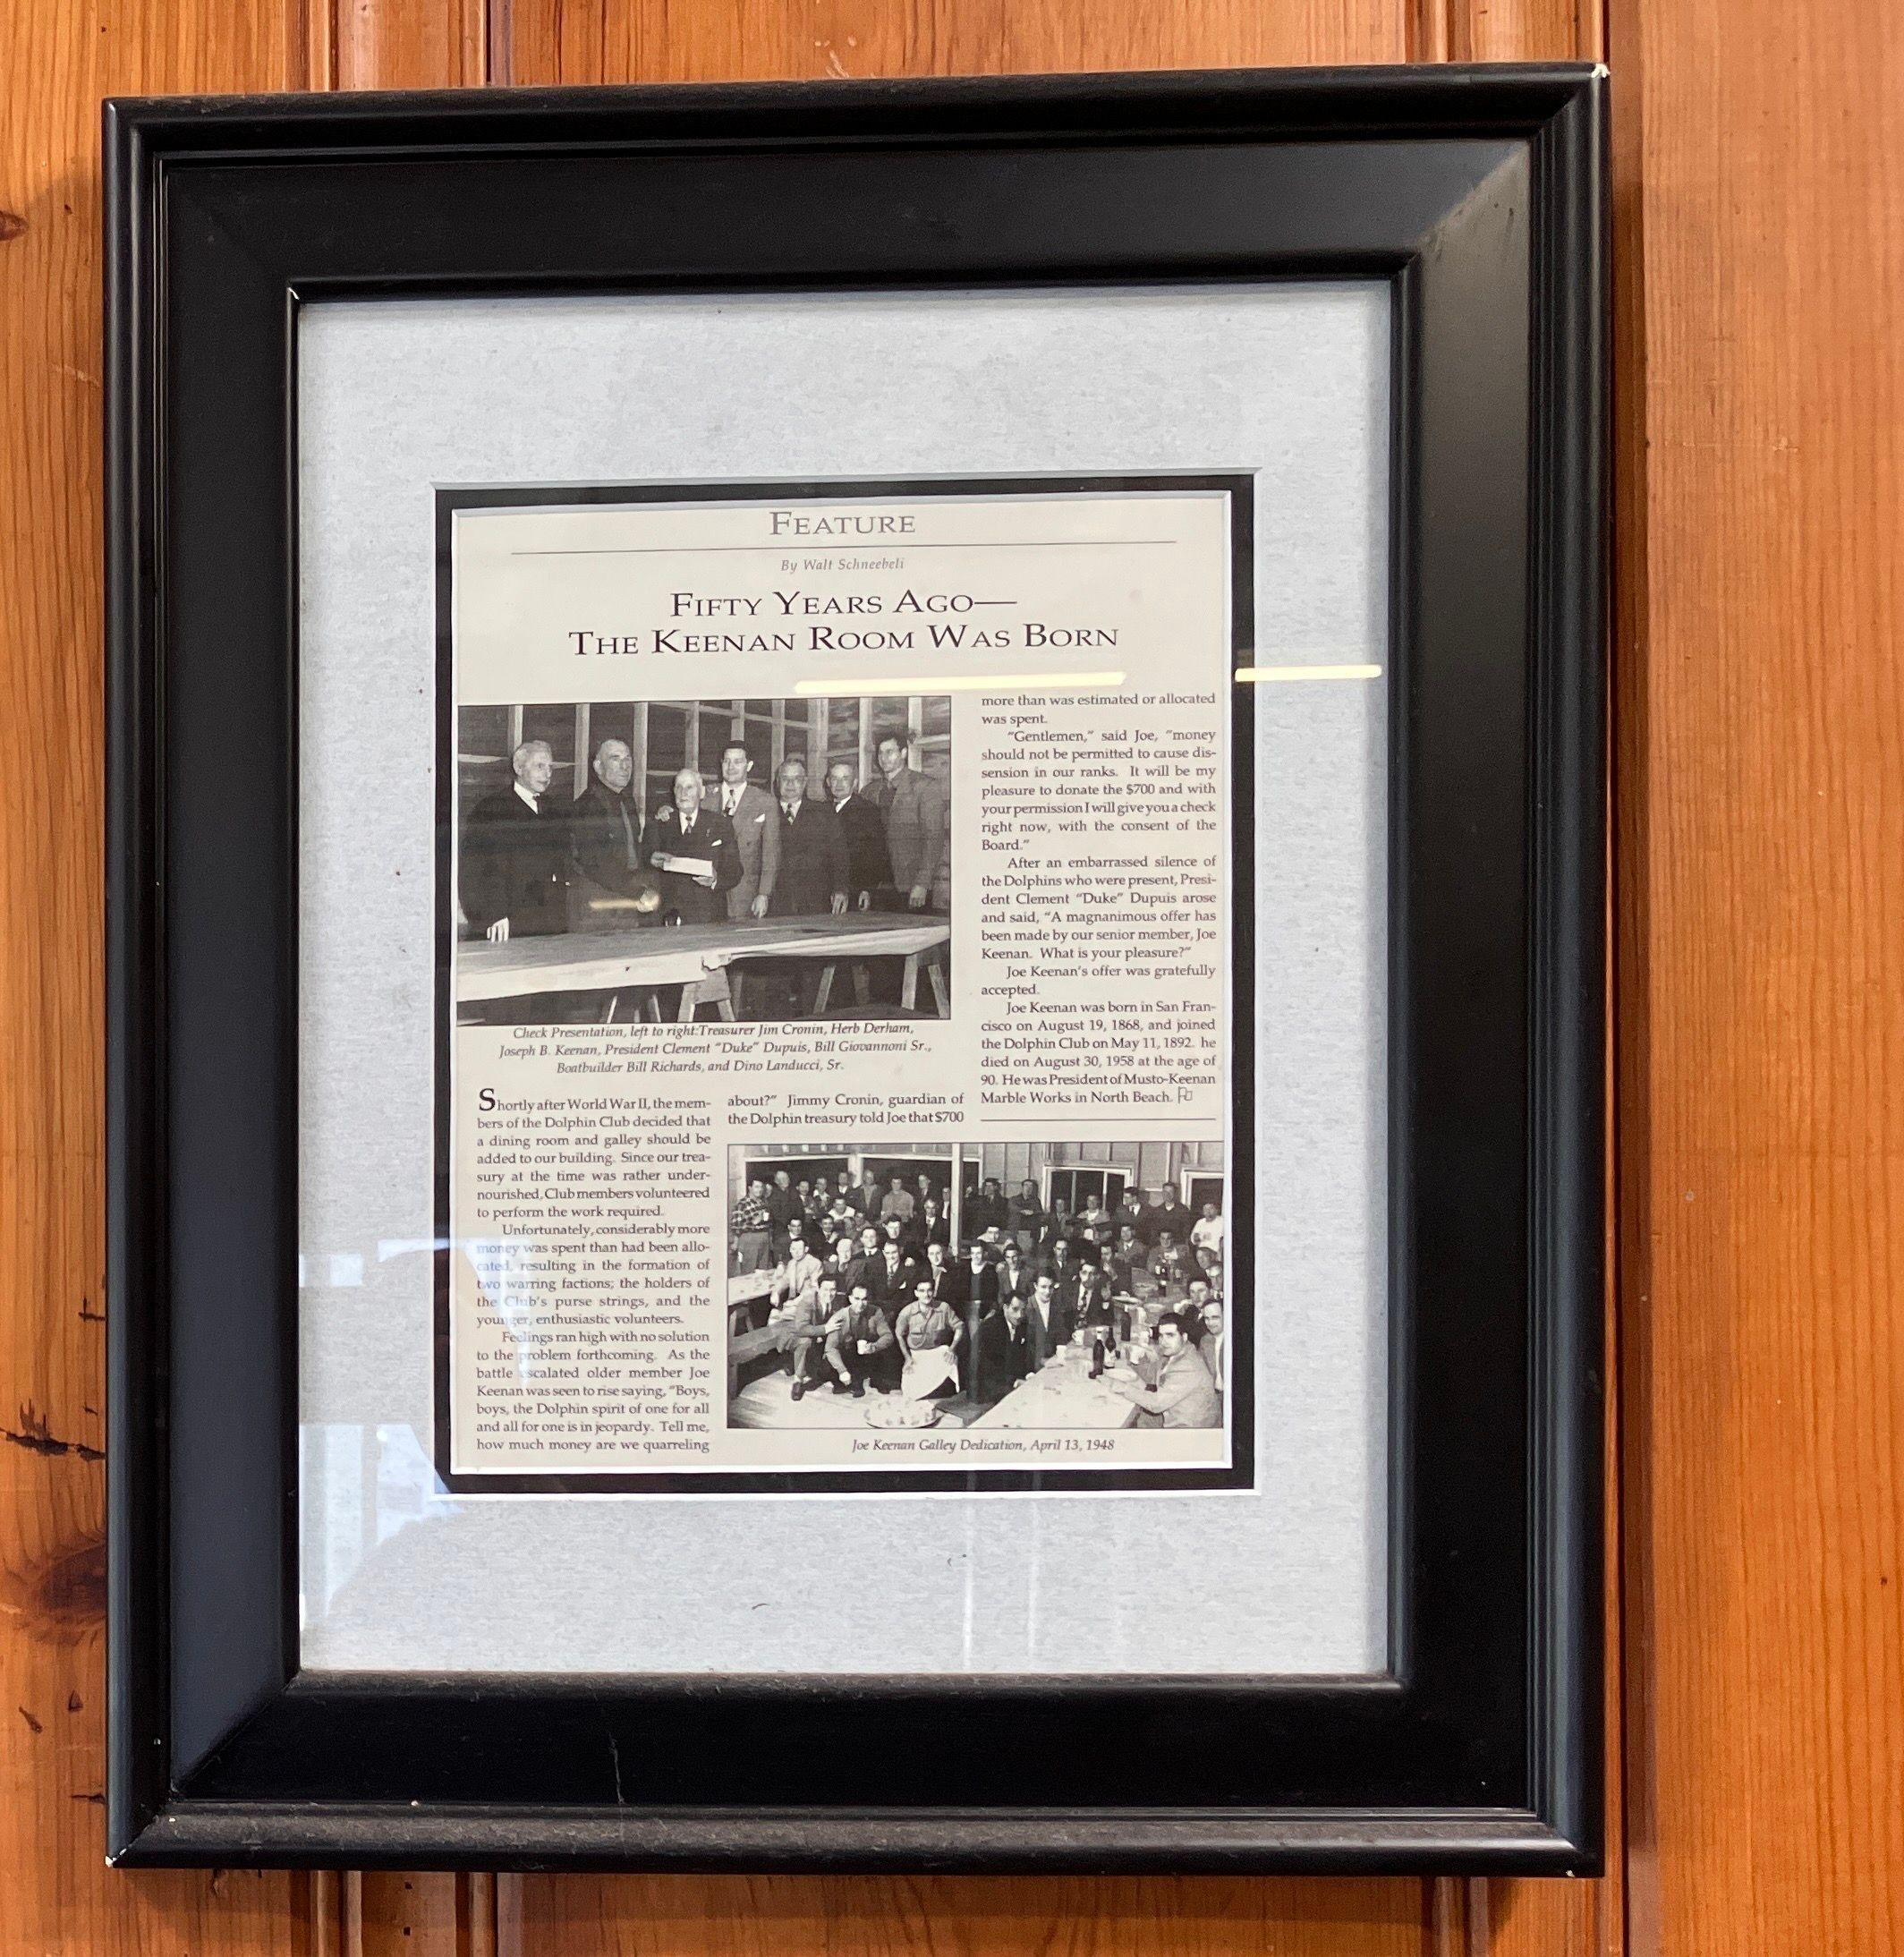 FEATURE
By Walt Schneebeli
FIFTY YEARS AGO—
THE KEENAN ROOM WAS BORN
Check Presentation, left to right:Treasurer Jim Cronin, Herb Derham,
Joseph B. Keenan, President Clement "Duke" Dupuis, Bill Giovannoni Sr.,
Boatbuilder Bill Richards, and Dino Landucci, Sr.
Shortly after World War II, the mem-
bers of the Dolphin Club decided that
a dining room and galley should be
added to our building. Since our trea-
sury at the time was rather under-
nourished, Club members volunteered
to perform the work required.
Unfortunately, considerably more
money was spent than had been allo-
cated, resulting in the formation of
two warring factions; the holders of
the Club's purse strings, and the
younger, enthusiastic volunteers.
Feelings ran high with no solution
to the problem forthcoming. As the
battle escalated older member Joe
Keenan was seen to rise saying, "Boys,
boys, the Dolphin spirit of one for all
and all for one is in jeopardy. Tell me,
how much money are we quarreling
about?" Jimmy Cronin, guardian of
the Dolphin treasury told Joe that $700
more than was estimated or allocated
was spent.
"Gentlemen," said Joe, "money
should not be permitted to cause dis-
sension in our ranks. It will be my
pleasure to donate the $700 and with
your permission I will give you a check
right now, with the consent of the
Board."
After an embarrassed silence of
the Dolphins who were present, Presi-
dent Clement "Duke" Dupuis arose
and said, "A magnanimous offer has
been made by our senior member, Joe
Keenan. What is your pleasure?"
Joe Keenan's offer was gratefully
accepted.
Joe Keenan was born in San Fran-
cisco on August 19, 1868, and joined
the Dolphin Club on May 11, 1892. he
died on August 30, 1958 at the age of
90. He was President of Musto-Keenan
Marble Works in North Beach.
Joe Keenan Galley Dedication, April 13, 1948